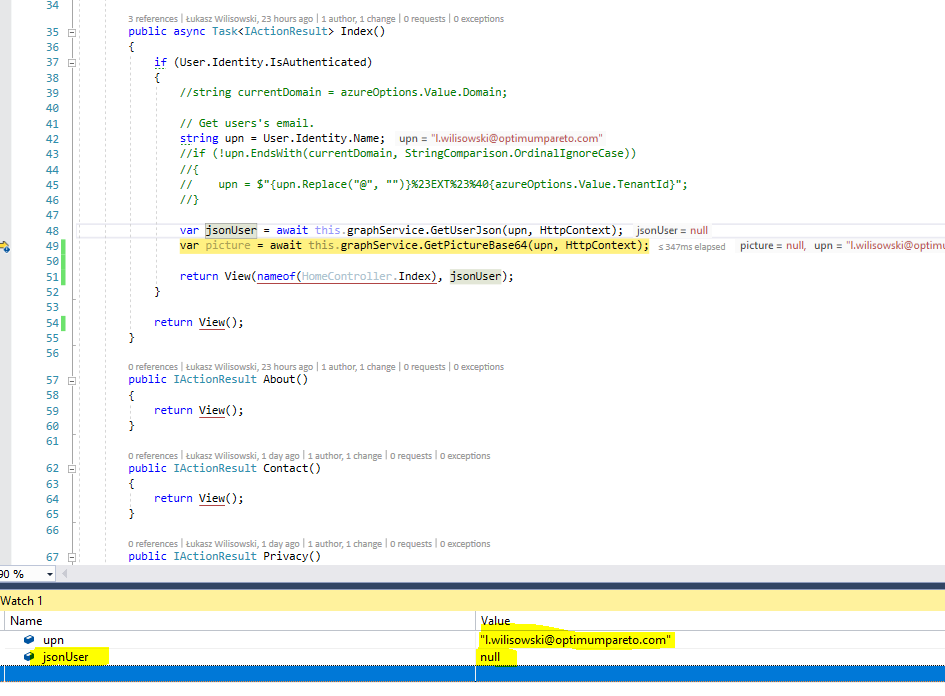 34
3 references | Łukasz Wilisowski, 23 hours ago | 1 author, 1 change | 0 requests | 0 exceptions
35 public async Task<IActionResult> Index()
36 {
37 if (User.Identity.IsAuthenticated)
38 {
39 //string currentDomain = azureOptions.Value.Domain;
40
41 // Get users's email.
42 string upn = User.Identity.Name; upn = "l.wilisowski@optimumpareto.com"
43 //if (!upn.EndsWith(currentDomain, StringComparison.OrdinalIgnoreCase))
44 //{
45 // upn = $"{upn.Replace("@", "")}%23EXT%23%40{azureOptions.Value.TenantId}";
46 //}
47
48 var jsonUser = await this.graphService.GetUserJson(upn, HttpContext); jsonUser = null
49 var picture = await this.graphService.GetPictureBase64(upn, HttpContext); ≤ 347ms elapsed picture = null, upn = "l.wilisowski@optimu
50
51 return View(nameof(HomeController.Index), jsonUser);
52 }
53
54 return View();
55 }
56
0 references | Łukasz Wilisowski, 23 hours ago | 1 author, 1 change | 0 requests | 0 exceptions
57 public IActionResult About()
58 {
59 return View();
60 }
61
0 references | Łukasz Wilisowski, 1 day ago | 1 author, 1 change | 0 requests | 0 exceptions
62 public IActionResult Contact()
63 {
64 return View();
65 }
66
0 references | Łukasz Wilisowski, 1 day ago | 1 author, 1 change | 0 requests | 0 exceptions
67 public IActionResult Privacy()
90 %
Watch 1
Name Value
upn "l.wilisowski@optimumpareto.com"
jsonUser null